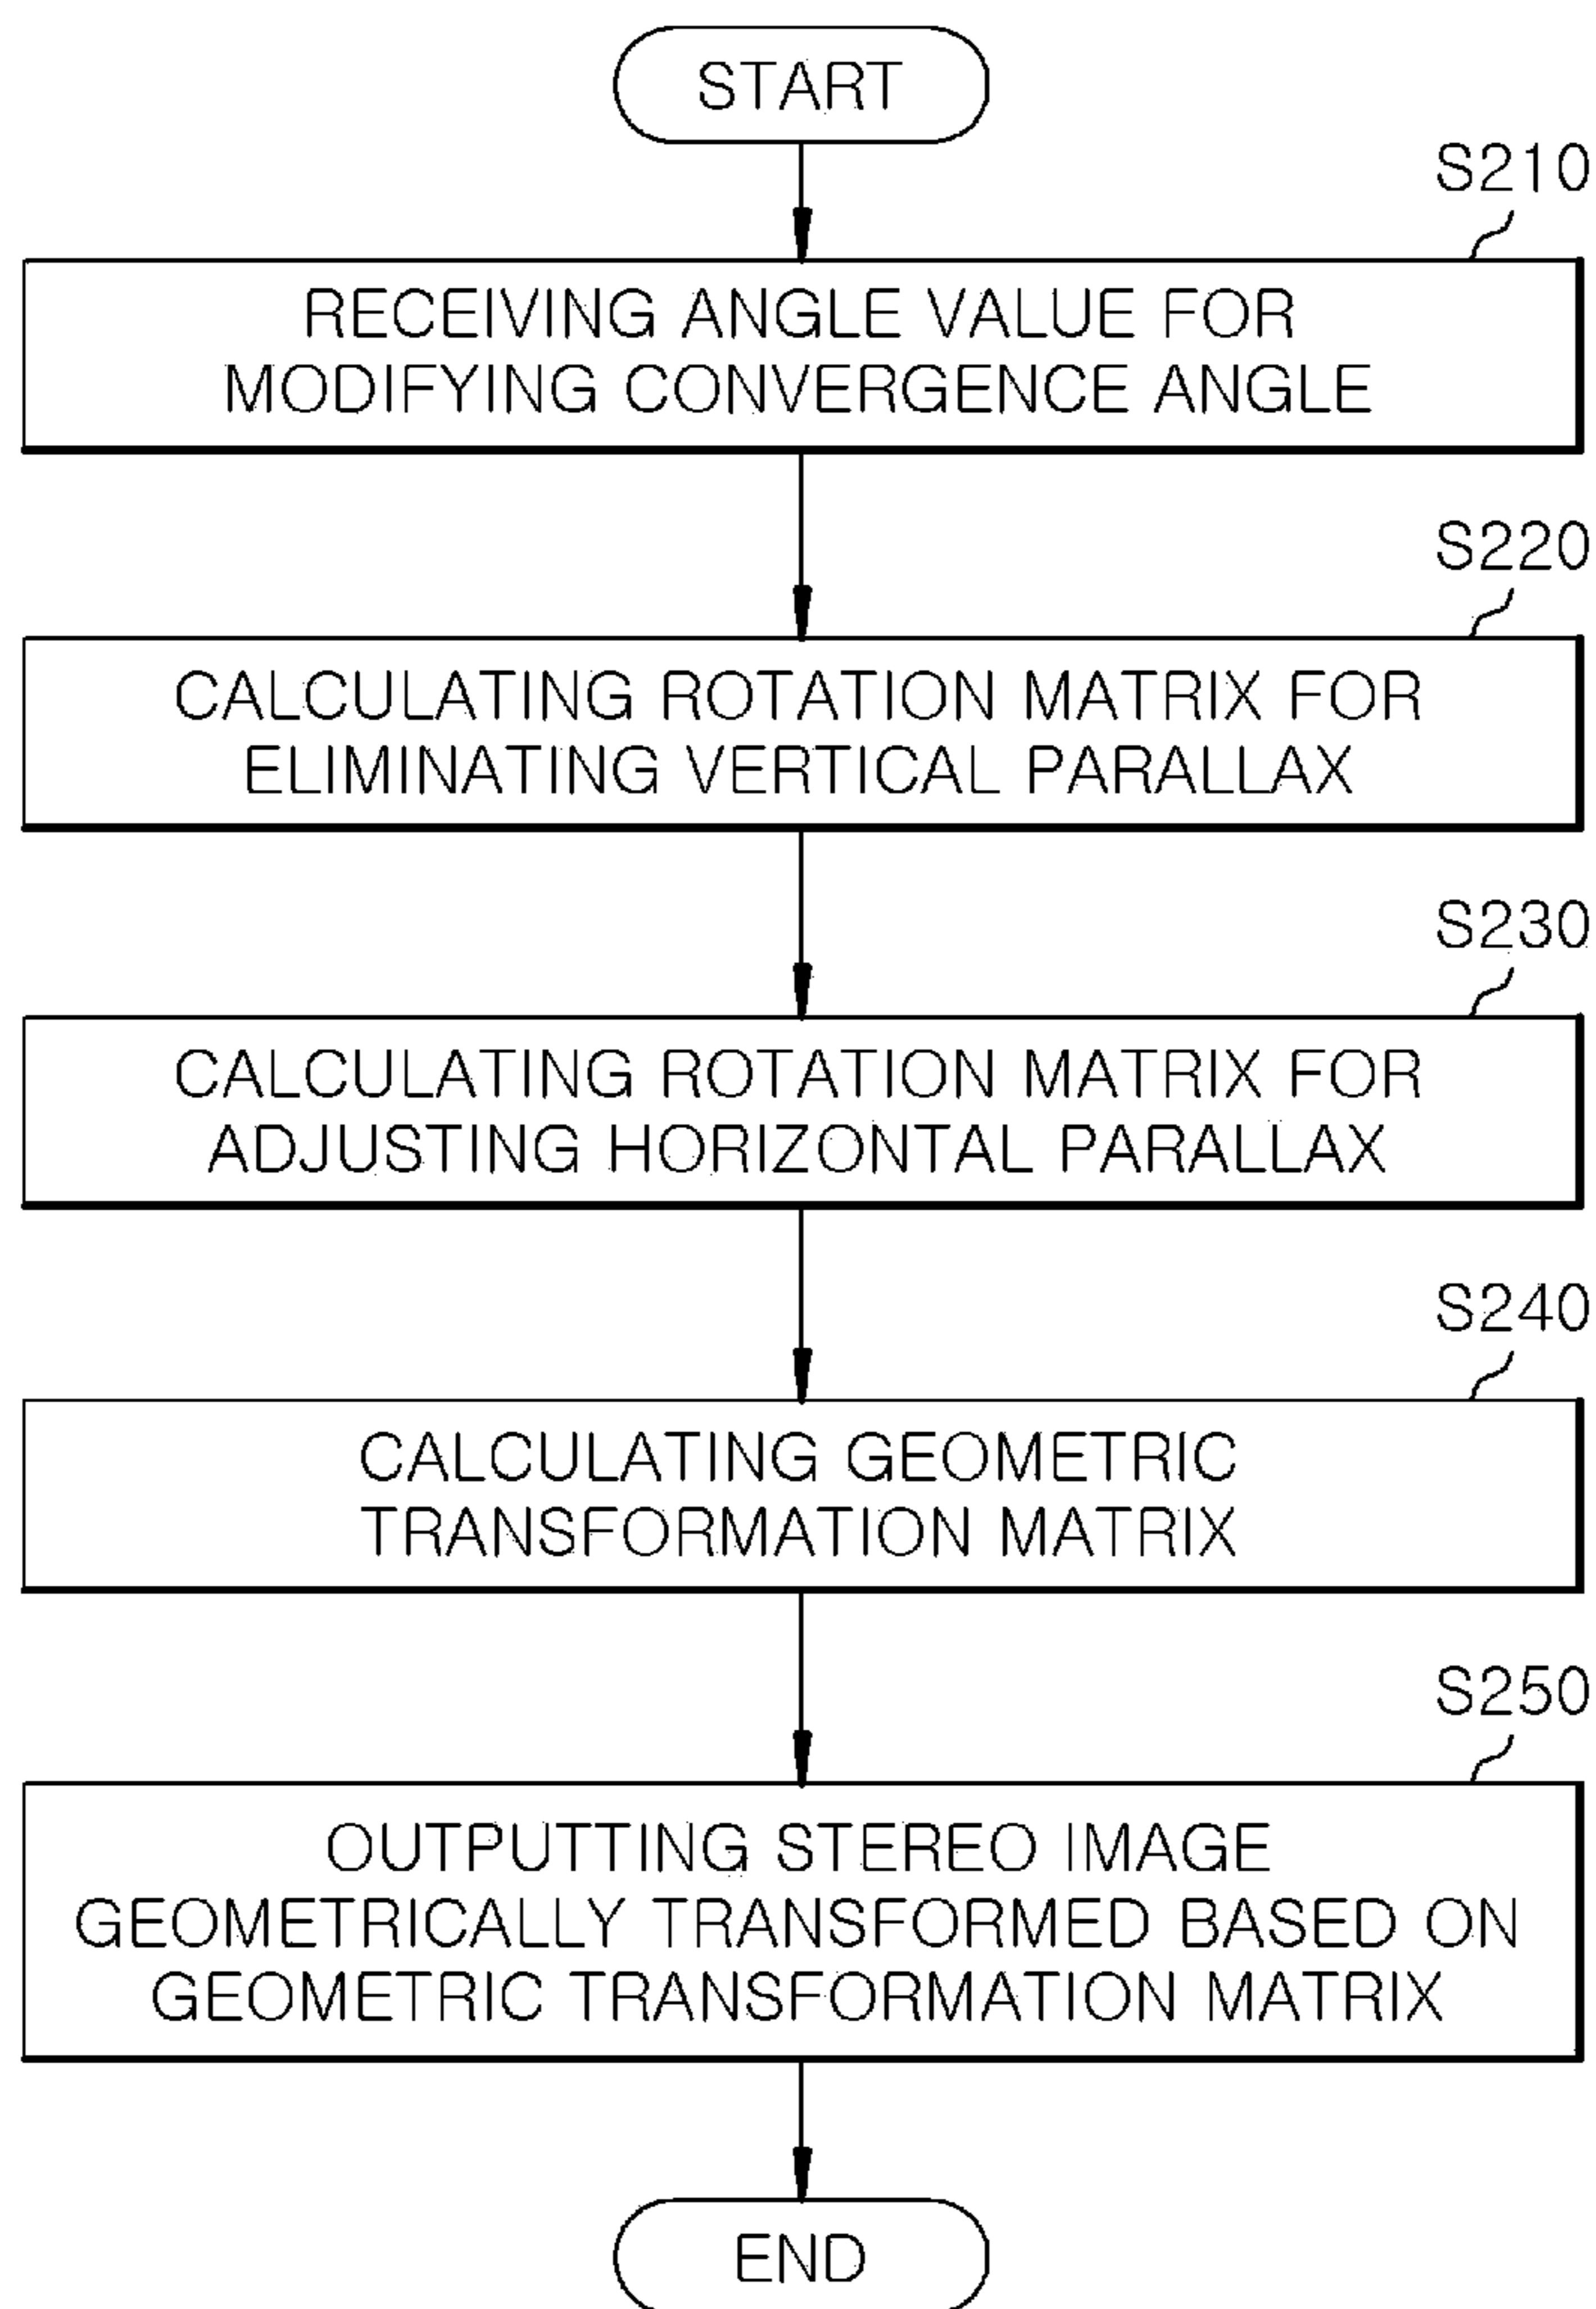 START
S210
RECEIVING ANGLE VALUE FOR
MODIFYING CONVERGENCE ANGLE
S220
CALCULATING ROTATION MATRIX FOR
ELIMINATING VERTICAL PARALLAX
S230
CALCULATING ROTATION MATRIX FOR
ADJUSTING HORIZONTAL PARALLAX
S240
CALCULATING GEOMETRIC
TRANSFORMATION MATRIX
S250
OUTPUTTING STEREO IMAGE
GEOMETRICALLY TRANSFORMED BASED ON
GEOMETRIC TRANSFORMATION MATRIX
END